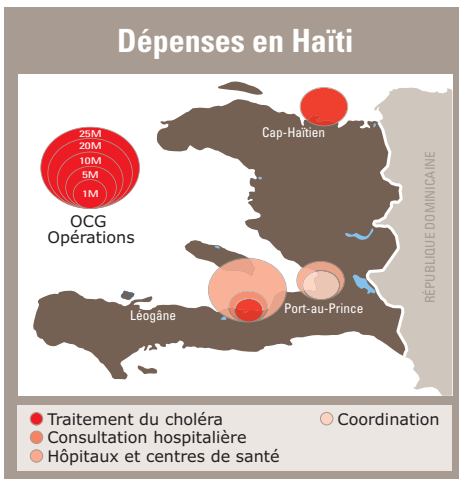 Dépenses en Haïti
Cap-Haïtien
25M
20M
10M
5M
1M
OCG
Opérations
RÉPUBLIQUE DOMINICAINE
Léogâne
Port-au-Prince
Traitement du choléra
Coordination
Consultation hospitalière
Hôpitaux et centres de santé